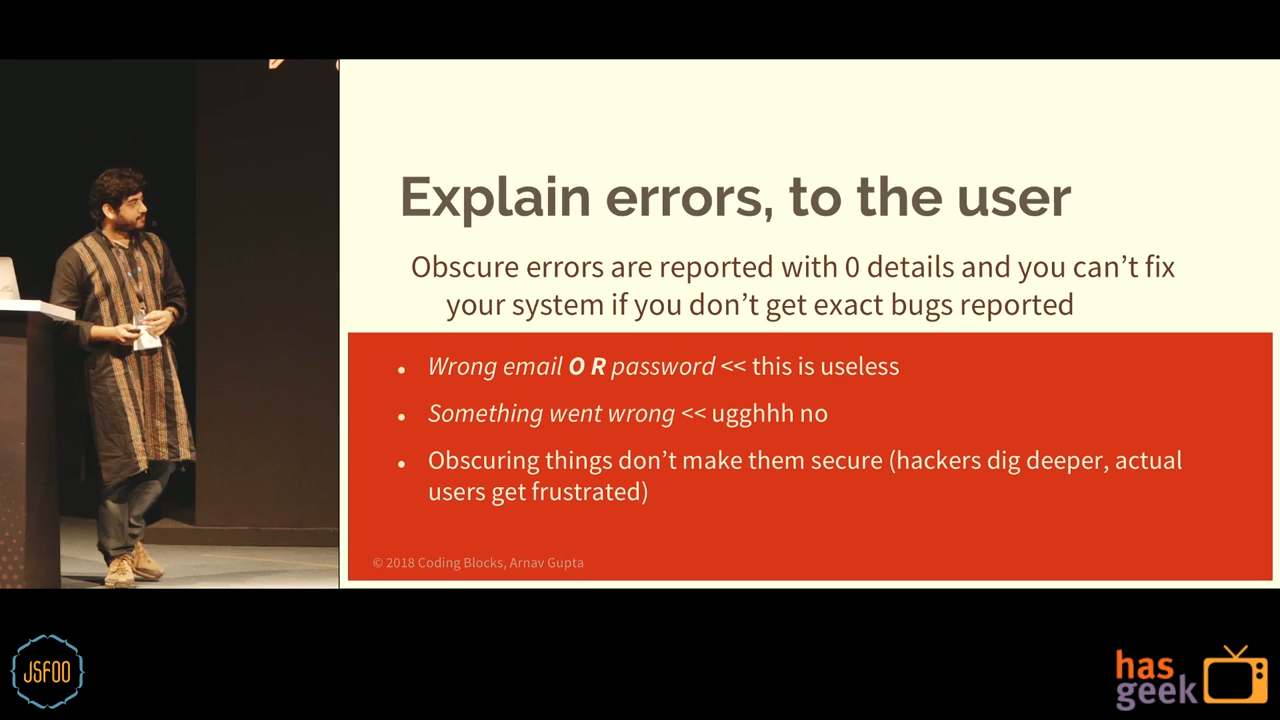 Explain errors, to the user
Obscure errors are reported with 0 details and you can’t fix
your system if you don’t get exact bugs reported
Wrong email O R password << this is useless
Something went wrong << ugghhh no
Obscuring things don’t make them secure (hackers dig deeper, actual
users get frustrated)
© 2018 Coding Blocks, Arnav Gupta
JSFOO
has
geek